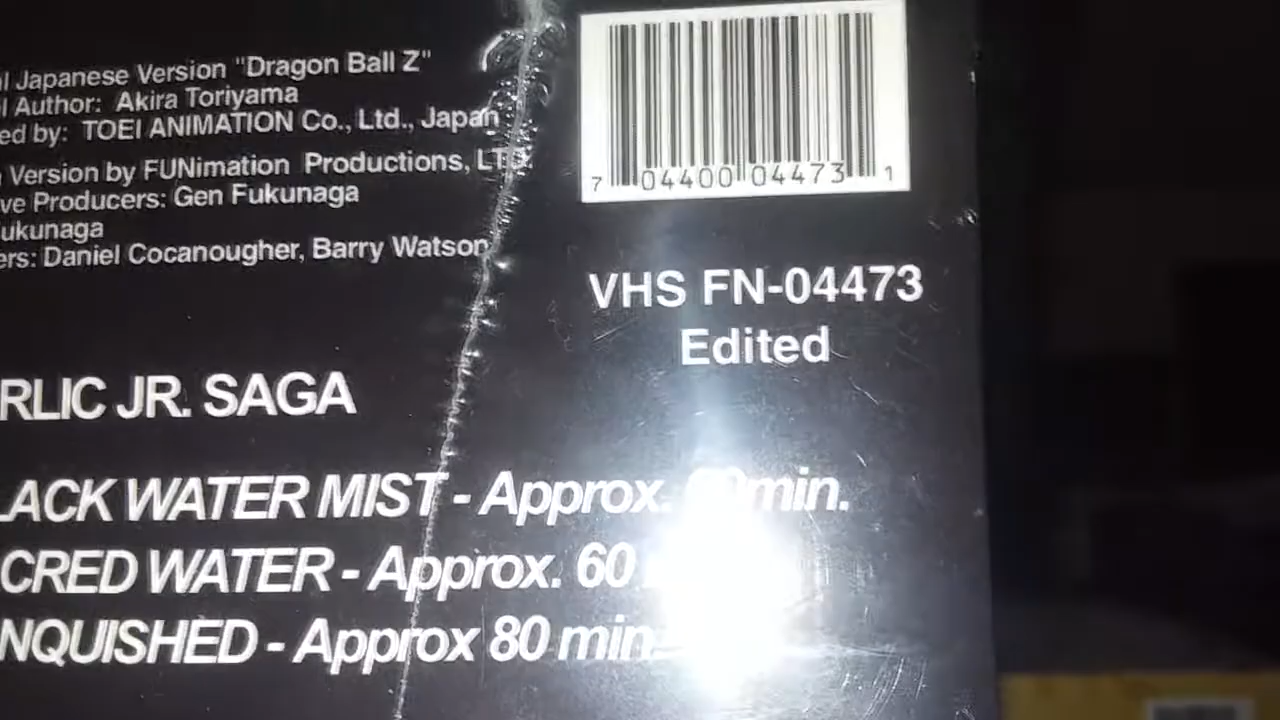 l Japanese Version "Dragon Ball Z"
l Author: Akira Toriyama
ed by: TOEI ANIMATION Co., Ltd., Japan
Version by FUNimation Productions, LTD.
ve Producers: Gen Fukunaga
ukunaga
ers: Daniel Cocanougher, Barry Watson
7 04400 04473 1
VHS FN-04473
Edited
RLIC JR. SAGA
LACK WATER MIST - Approx. min.
CRED WATER - Approx. 60
NQUISHED - Approx 80 min.